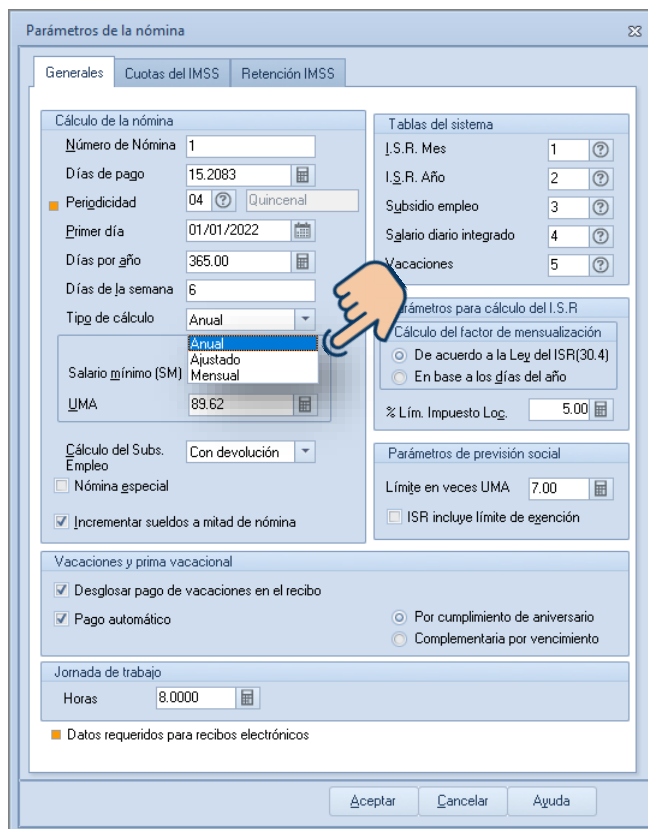 Parámetros de la nómina
Generales
Cuotas del IMSS
Retención IMSS
Cálculo de la nómina
Número de Nómina 1
Días de pago 15.2083
Periodicidad 04 ? Quincenal
Primer día 01/01/2022
Días por año 365.00
Días de la semana 6
Tipo de cálculo Anual
Anual
Ajustado
Mensual
Salario mínimo (SM)
UMA 89.62
Cálculo del Subs. Empleo Con devolución
Nómina especial
Incrementar sueldos a mitad de nómina
Tablas del sistema
I.S.R. Mes 1 ?
I.S.R. Año 2 ?
Subsidio empleo 3 ?
Salario diario integrado 4 ?
Vacaciones 5 ?
Parámetros para cálculo del I.S.R
Cálculo del factor de mensualización
De acuerdo a la Ley del ISR(30.4)
En base a los días del año
% Lím. Impuesto Loc. 5.00
Parámetros de previsión social
Límite en veces UMA 7.00
ISR incluye límite de exención
Vacaciones y prima vacacional
Desglosar pago de vacaciones en el recibo
Pago automático
Por cumplimiento de aniversario
Complementaria por vencimiento
Jornada de trabajo
Horas 8.0000
Datos requeridos para recibos electrónicos
Aceptar
Cancelar
Ayuda